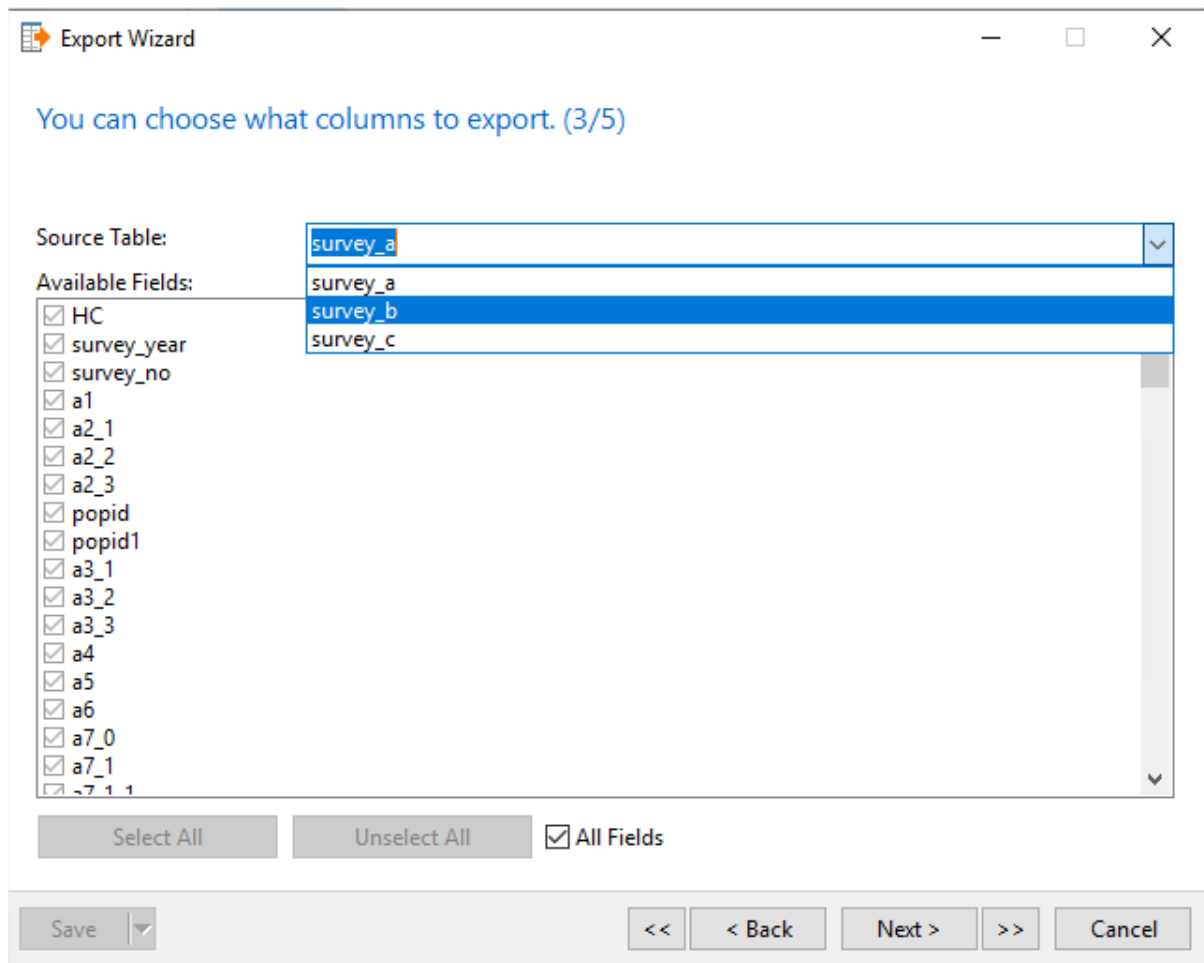 Export Wizard
You can choose what columns to export. (3/5)
Source Table:
survey_a
survey_a
survey_b
survey_c
Available Fields:
HC
survey_year
survey_no
a1
a2_1
a2_2
a2_3
popid
popid1
a3_1
a3_2
a3_3
a4
a5
a6
a7_0
a7_1
a7_1_1
Select All
Unselect All
All Fields
Save
<<
< Back
Next >
>>
Cancel